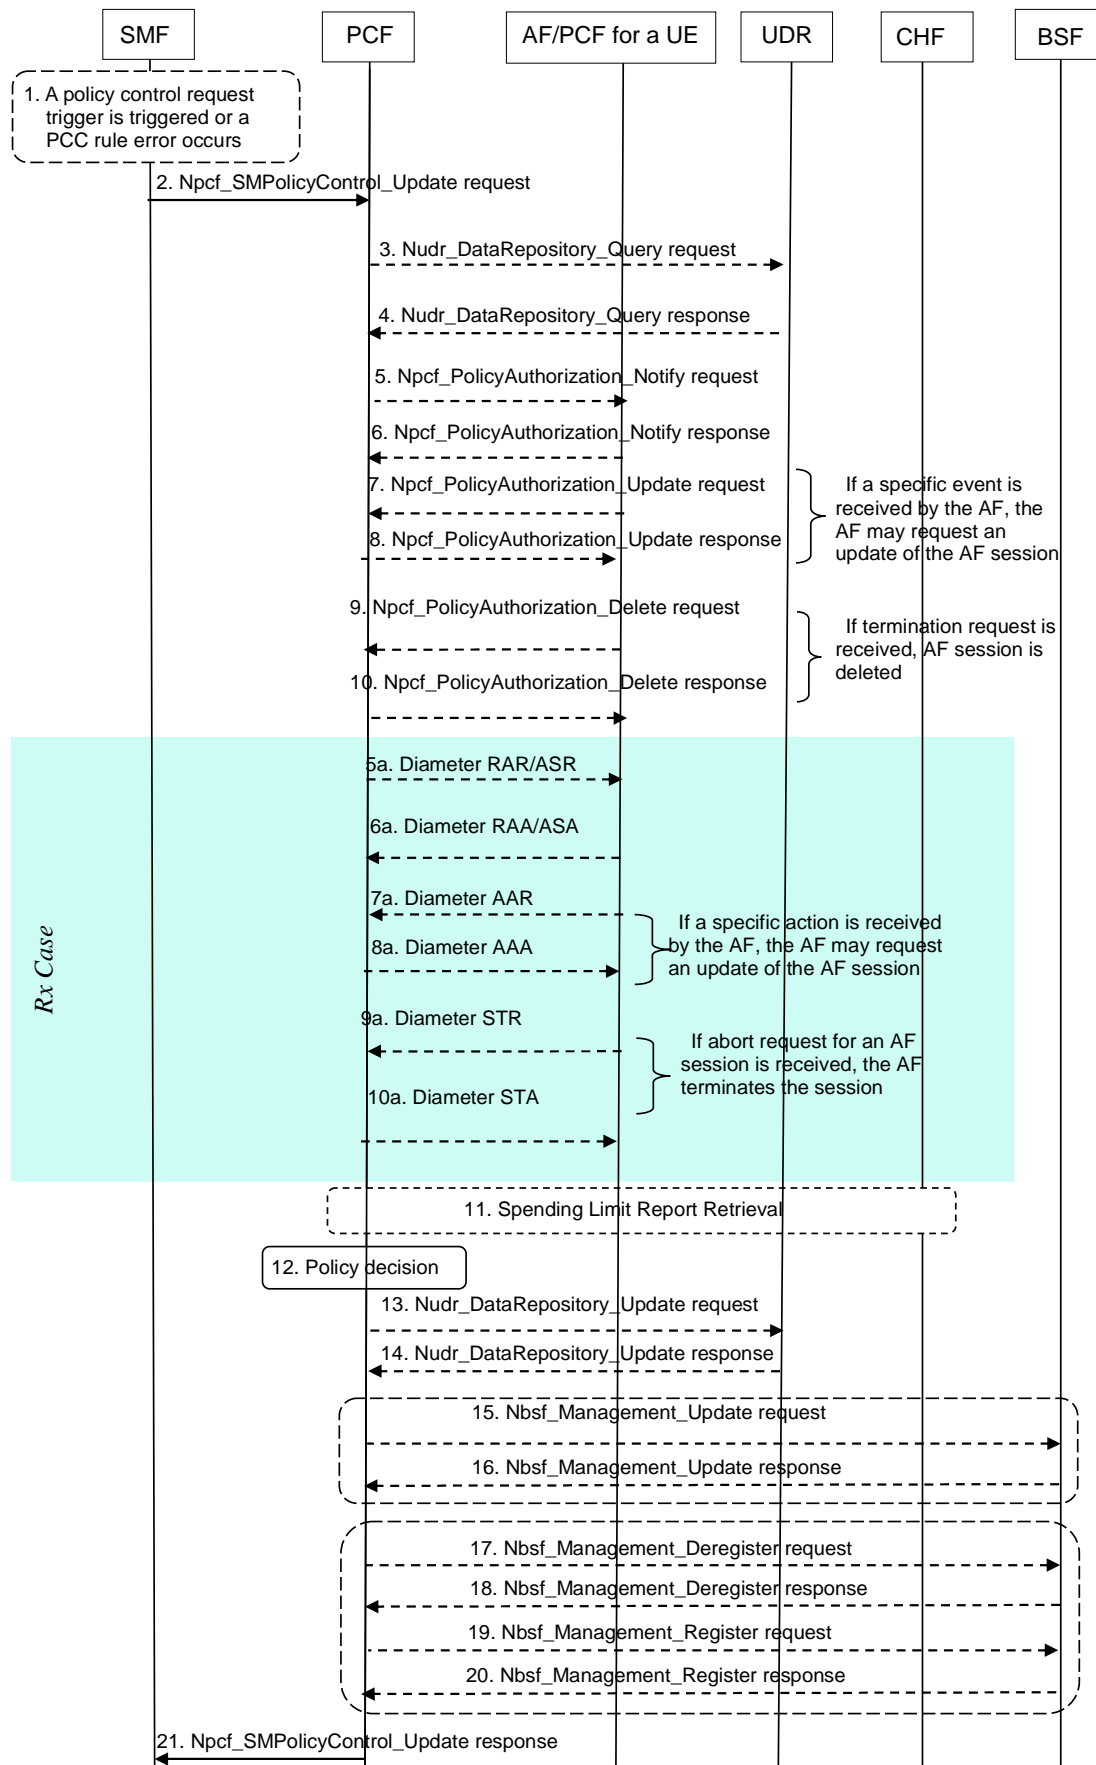 SMF
PCF
AF/PCF for a UE
UDR
CHF
BSF
1. A policy control request
trigger is triggered or a
PCC rule error occurs
2. Npcf_SMPolicyControl_Update request
3. Nudr_DataRepository_Query request
4. Nudr_DataRepository_Query response
5. Npcf_PolicyAuthorization_Notify request
6. Npcf_PolicyAuthorization_Notify response
7. Npcf_PolicyAuthorization_Update request
8. Npcf_PolicyAuthorization_Update response
If a specific event is
received by the AF, the
AF may request an
update of the AF session
9. Npcf_PolicyAuthorization_Delete request
10. Npcf_PolicyAuthorization_Delete response
If termination request is
received, AF session is
deleted
Rx Case
5a. Diameter RAR/ASR
6a. Diameter RAA/ASA
7a. Diameter AAR
8a. Diameter AAA
If a specific action is received
by the AF, the AF may request
an update of the AF session
9a. Diameter STR
10a. Diameter STA
If abort request for an AF
session is received, the AF
terminates the session
11. Spending Limit Report Retrieval
12. Policy decision
13. Nudr_DataRepository_Update request
14. Nudr_DataRepository_Update response
15. Nbsf_Management_Update request
16. Nbsf_Management_Update response
17. Nbsf_Management_Deregister request
18. Nbsf_Management_Deregister response
19. Nbsf_Management_Register request
20. Nbsf_Management_Register response
21. Npcf_SMPolicyControl_Update response